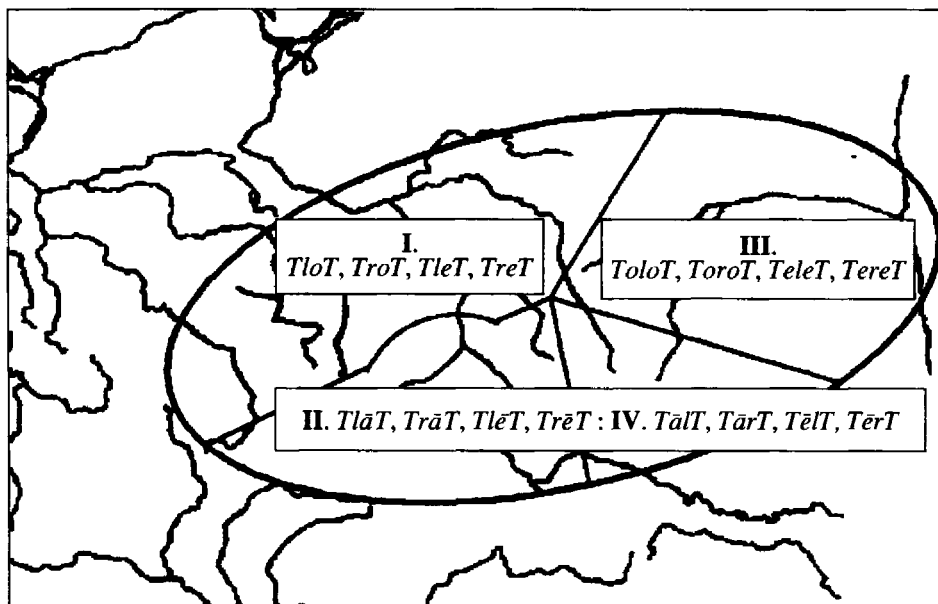 I.
TloT, TroT, TleT, TreT
III.
ToloT, ToroT, TeleT, TereT
II. TlāT, TrāT, TlēT, TrēT : IV. TālT, TārT, TēlT, TērT